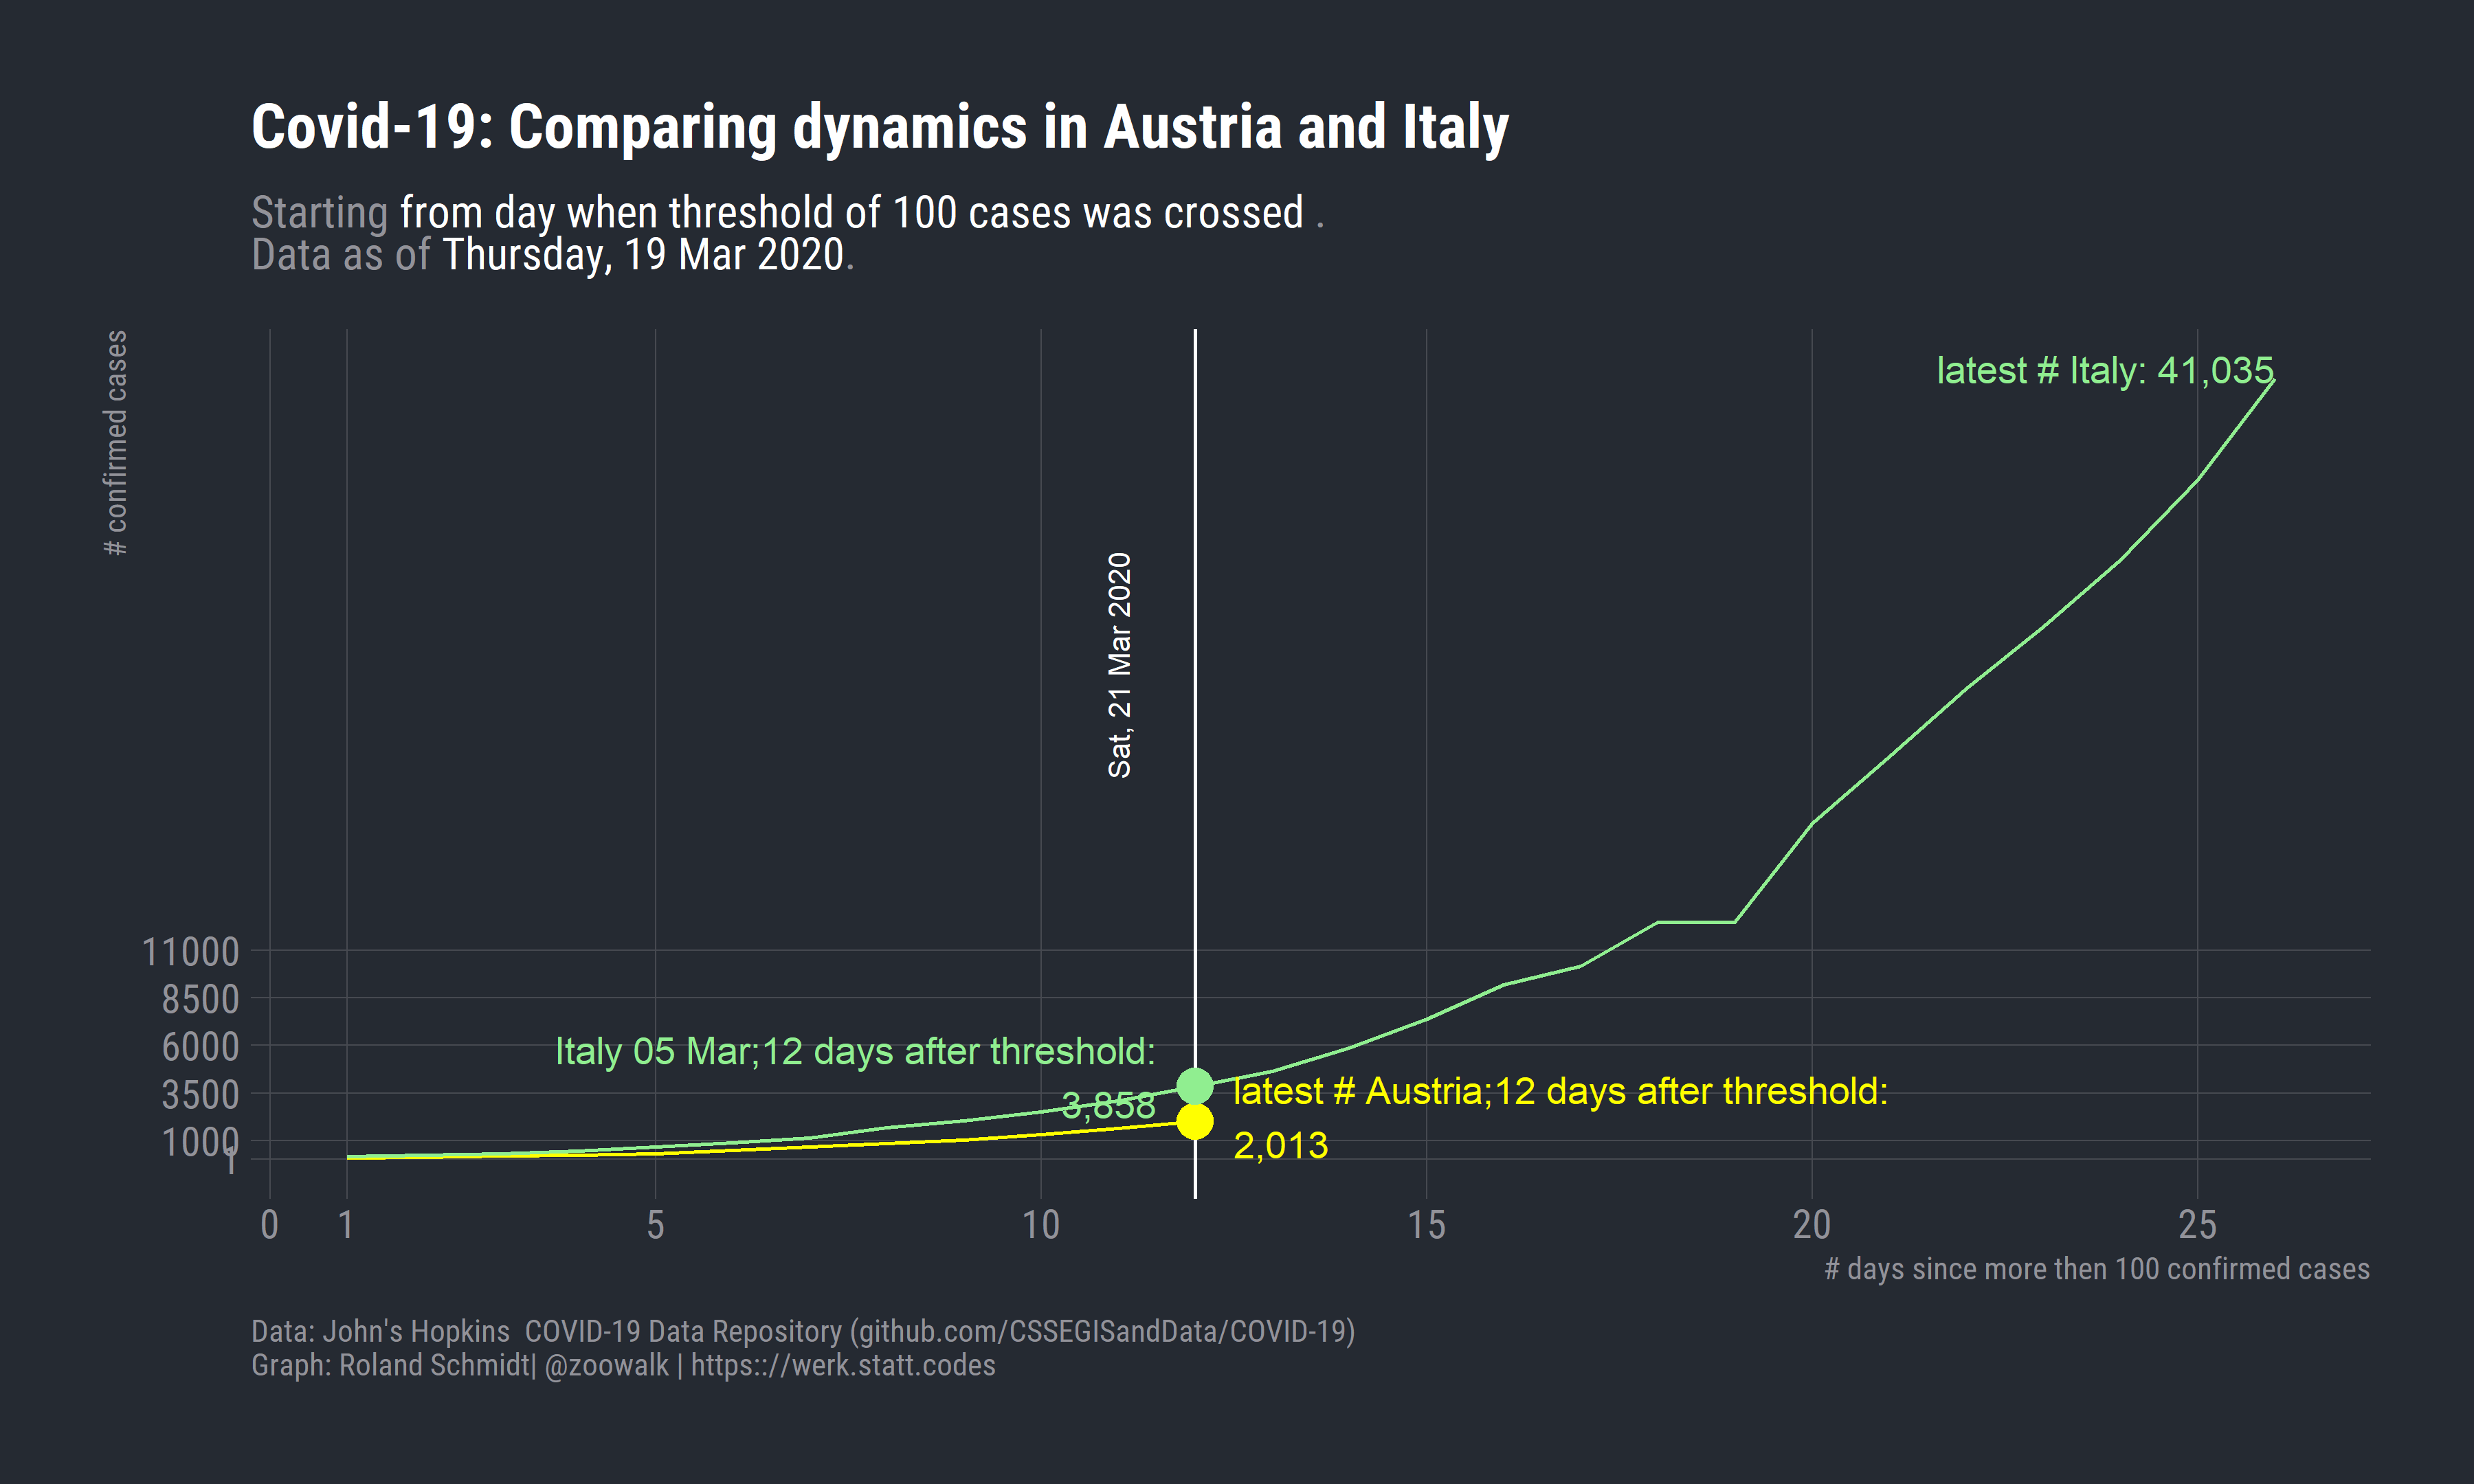 Covid-19: Comparing dynamics in Austria and Italy
Starting from day when threshold of 100 cases was crossed .
Data as of Thursday, 19 Mar 2020.
# confirmed cases
latest # Italy: 41,035
Sat, 21 Mar 2020
11000
8500
6000
3500
1000
1
Italy 05 Mar;12 days after threshold:
3,858
latest # Austria;12 days after threshold:
2,013
0 1 5 10 15 20 25
# days since more then 100 confirmed cases
Data: John's Hopkins  COVID-19 Data Repository (github.com/CSSEGISandData/COVID-19)
Graph: Roland Schmidt| @zoowalk | https:://werk.statt.codes